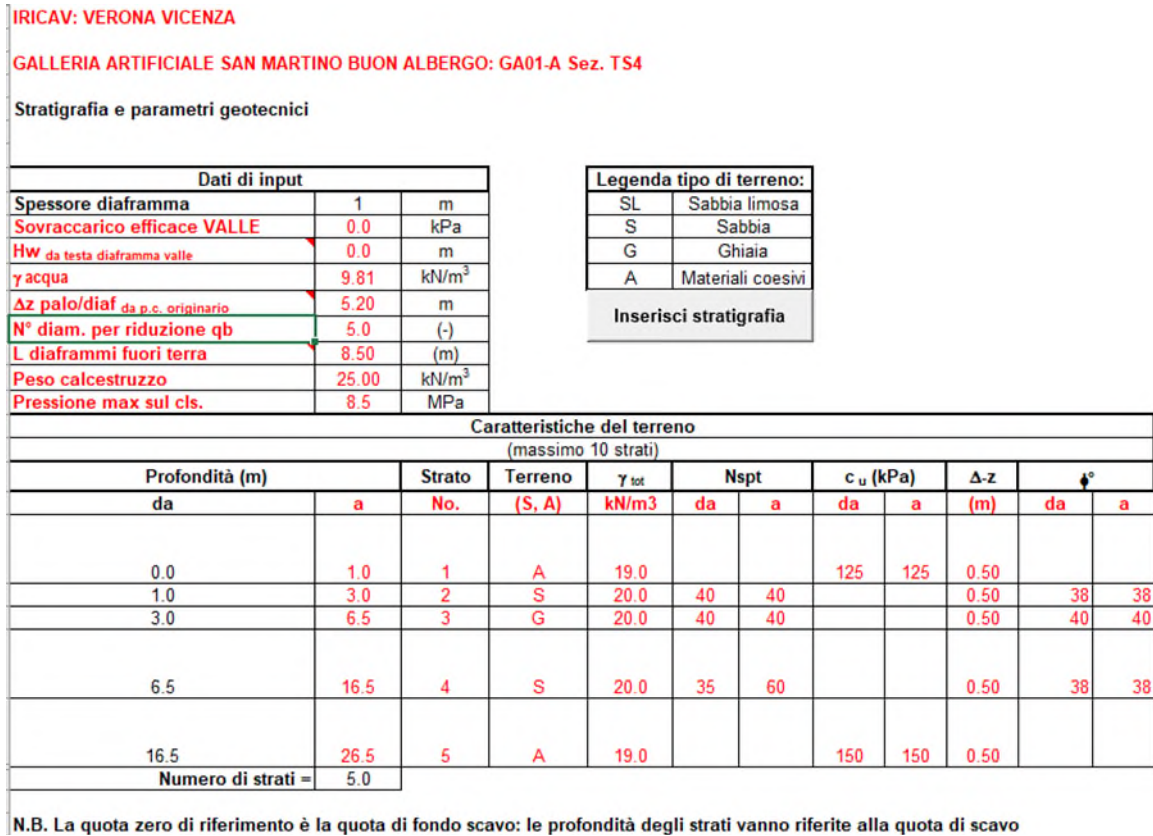 IRICAV: VERONA VICENZA
GALLERIA ARTIFICIALE SAN MARTINO BUON ALBERGO: GA01-A Sez. TS4
Stratigrafia e parametri geotecnici
Dati di input
Spessore diaframma 1 m
Sovraccarico efficace VALLE 0.0 kPa
Hw da testa diaframma valle 0.0 m
γ acqua 9.81 kN/m³
Δz palo/diaf da p.c. originario 5.20 m
N° diam. per riduzione qb 5.0 (-)
L diaframmi fuori terra 8.50 (m)
Peso calcestruzzo 25.00 kN/m³
Pressione max sul cls. 8.5 MPa
Legenda tipo di terreno:
SL Sabbia limosa
S Sabbia
G Ghiaia
A Materiali coesivi
Inserisci stratigrafia
Caratteristiche del terreno
(massimo 10 strati)
Profondità (m) Strato Terreno γ tot Nspt c u (kPa) Δ-z ϕ°
da a No. (S, A) kN/m3 da a da a (m) da a
0.0 1.0 1 A 19.0 125 125 0.50
1.0 3.0 2 S 20.0 40 40 0.50 38 38
3.0 6.5 3 G 20.0 40 40 0.50 40 40
6.5 16.5 4 S 20.0 35 60 0.50 38 38
16.5 26.5 5 A 19.0 150 150 0.50
Numero di strati = 5.0
N.B. La quota zero di riferimento è la quota di fondo scavo: le profondità degli strati vanno riferite alla quota di scavo